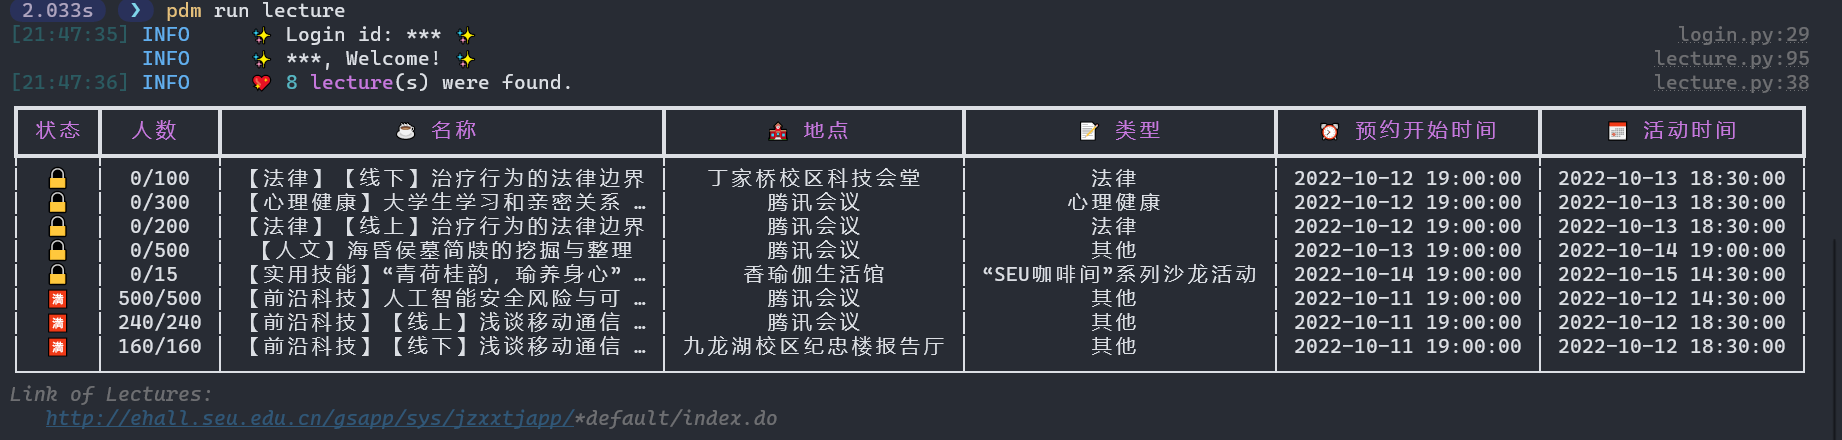 2.033s ❯ pdm run lecture
[21:47:35] INFO ✨ Login id: *** ✨ login.py:29
INFO ✨ ***, Welcome! ✨ lecture.py:95
[21:47:36] INFO 💖 8 lecture(s) were found. lecture.py:38
状态 人数 ☕ 名称 🏫 地点 📝 类型 ⏰ 预约开始时间 📅 活动时间
🔒 0/100 【法律】【线下】治疗行为的法律边界 丁家桥校区科技会堂 法律 2022-10-12 19:00:00 2022-10-13 18:30:00
🔒 0/300 【心理健康】大学生学习和亲密关系 … 腾讯会议 心理健康 2022-10-12 19:00:00 2022-10-13 18:30:00
🔒 0/200 【法律】【线上】治疗行为的法律边界 腾讯会议 法律 2022-10-12 19:00:00 2022-10-13 18:30:00
🔒 0/500 【人文】海昏侯墓简牍的挖掘与整理 腾讯会议 其他 2022-10-13 19:00:00 2022-10-14 19:00:00
🔒 0/15 【实用技能】“青荷桂韵，瑜养身心” … 香瑜伽生活馆 “SEU咖啡间”系列沙龙活动 2022-10-14 19:00:00 2022-10-15 14:30:00
🈵 500/500 【前沿科技】人工智能安全风险与可 … 腾讯会议 其他 2022-10-11 19:00:00 2022-10-12 14:30:00
🈵 240/240 【前沿科技】【线上】浅谈移动通信 … 腾讯会议 其他 2022-10-11 19:00:00 2022-10-12 18:30:00
🈵 160/160 【前沿科技】【线下】浅谈移动通信 … 九龙湖校区纪忠楼报告厅 其他 2022-10-11 19:00:00 2022-10-12 18:30:00
Link of Lectures:
http://ehall.seu.edu.cn/gsapp/sys/jzxxtjapp/*default/index.do